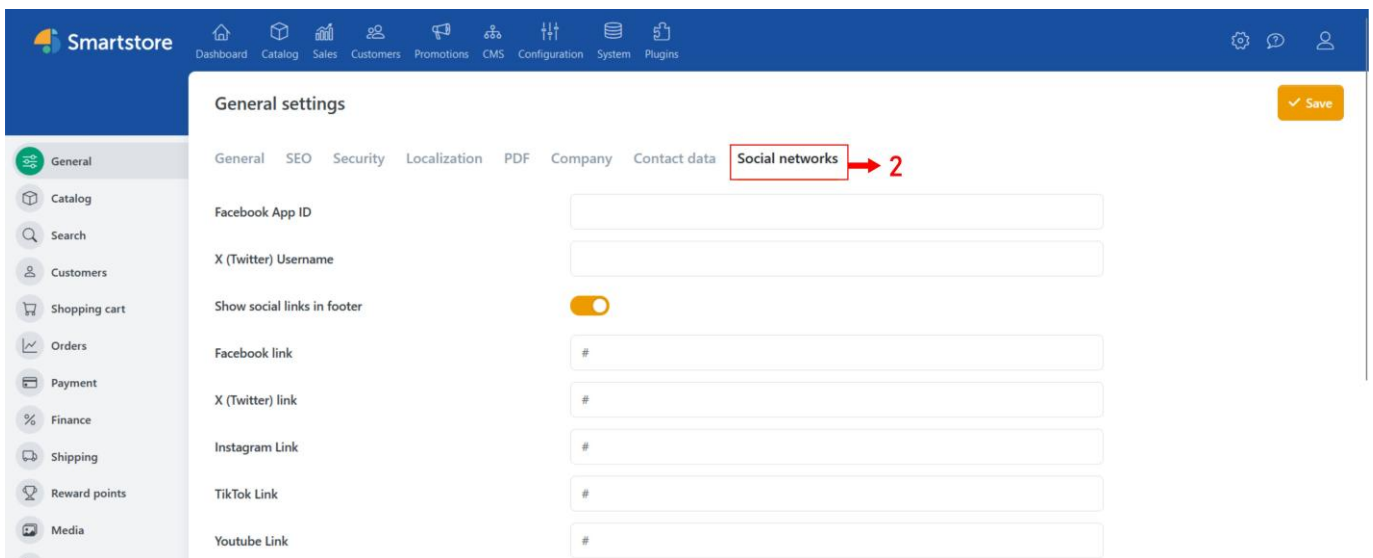 Smartstore
Dashboard Catalog Sales Customers Promotions CMS Configuration System Plugins
General settings
Save
General SEO Security Localization PDF Company Contact data Social networks 2
General
Catalog
Search
Customers
Shopping cart
Orders
Payment
Finance
Shipping
Reward points
Media
Facebook App ID
X (Twitter) Username
Show social links in footer
Facebook link #
X (Twitter) link #
Instagram Link #
TikTok Link #
Youtube Link #